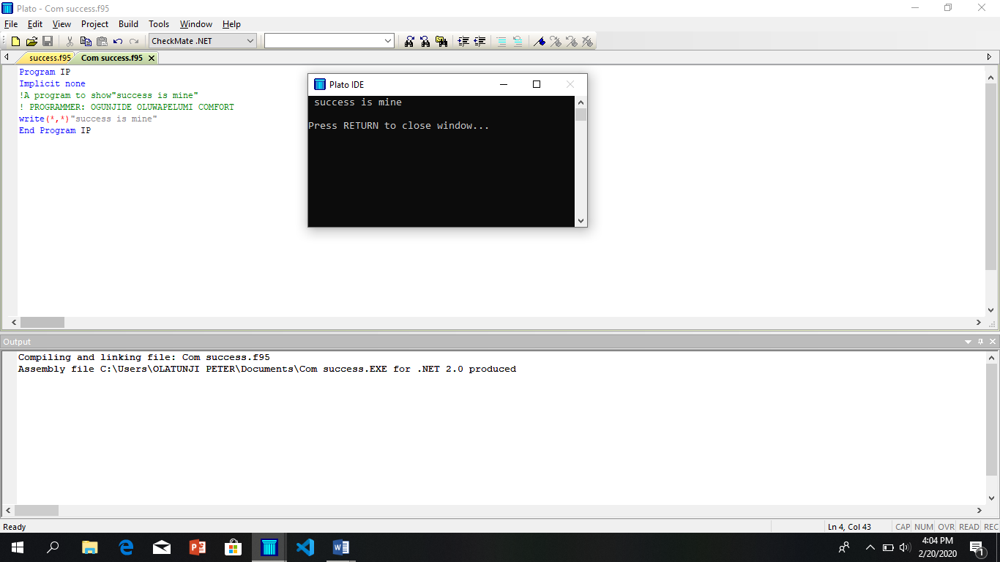 Plato - Com success.f95
File Edit View Project Build Tools Window Help
CheckMate .NET
success.f95 Com success.f95
Program IP
Implicit none
!A program to show"success is mine"
! PROGRAMMER: OGUNJIDE OLUWAPELUMI COMFORT
write(*,*)"success is mine"
End Program IP
Plato IDE
success is mine
Press RETURN to close window...
Output
Compiling and linking file: Com success.f95
Assembly file C:\Users\OLATUNJI PETER\Documents\Com success.EXE for .NET 2.0 produced
Ready Ln 4, Col 43 CAP NUM OVR READ REC
4:04 PM
2/20/2020
1